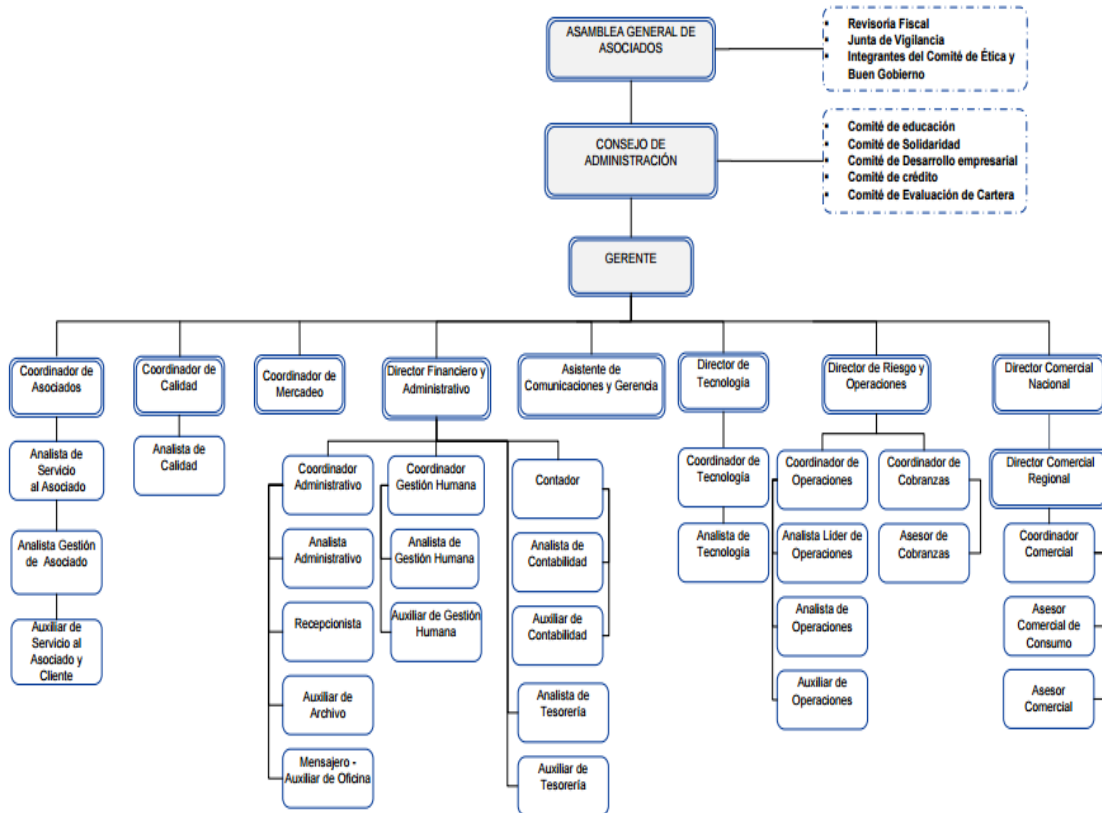 ASAMBLEA GENERAL DE
ASOCIADOS
▪ Revisoría Fiscal
▪ Junta de Vigilancia
▪ Integrantes del Comité de Ética y
Buen Gobierno
CONSEJO DE
ADMINISTRACIÓN
▪ Comité de educación
▪ Comité de Solidaridad
▪ Comité de Desarrollo empresarial
▪ Comité de crédito
▪ Comité de Evaluación de Cartera
GERENTE
Coordinador de
Asociados
Coordinador de
Calidad
Coordinador de
Mercadeo
Director Financiero y
Administrativo
Asistente de
Comunicaciones y Gerencia
Director de
Tecnología
Director de Riesgo y
Operaciones
Director Comercial
Nacional
Analista de
Servicio
al Asociado
Analista de
Calidad
Coordinador
Administrativo
Coordinador
Gestión Humana
Contador
Coordinador de
Tecnología
Coordinador de
Operaciones
Coordinador de
Cobranzas
Director Comercial
Regional
Analista Gestión
de Asociado
Analista
Administrativo
Analista de
Gestión Humana
Analista de
Contabilidad
Analista de
Tecnología
Analista Líder de
Operaciones
Asesor de
Cobranzas
Coordinador
Comercial
Auxiliar de
Servicio al
Asociado y
Cliente
Recepcionista
Auxiliar de Gestión
Humana
Auxiliar de
Contabilidad
Analista de
Operaciones
Asesor
Comercial de
Consumo
Auxiliar de
Archivo
Analista de
Tesorería
Auxiliar de
Operaciones
Asesor
Comercial
Mensajero -
Auxiliar de Oficina
Auxiliar de
Tesorería